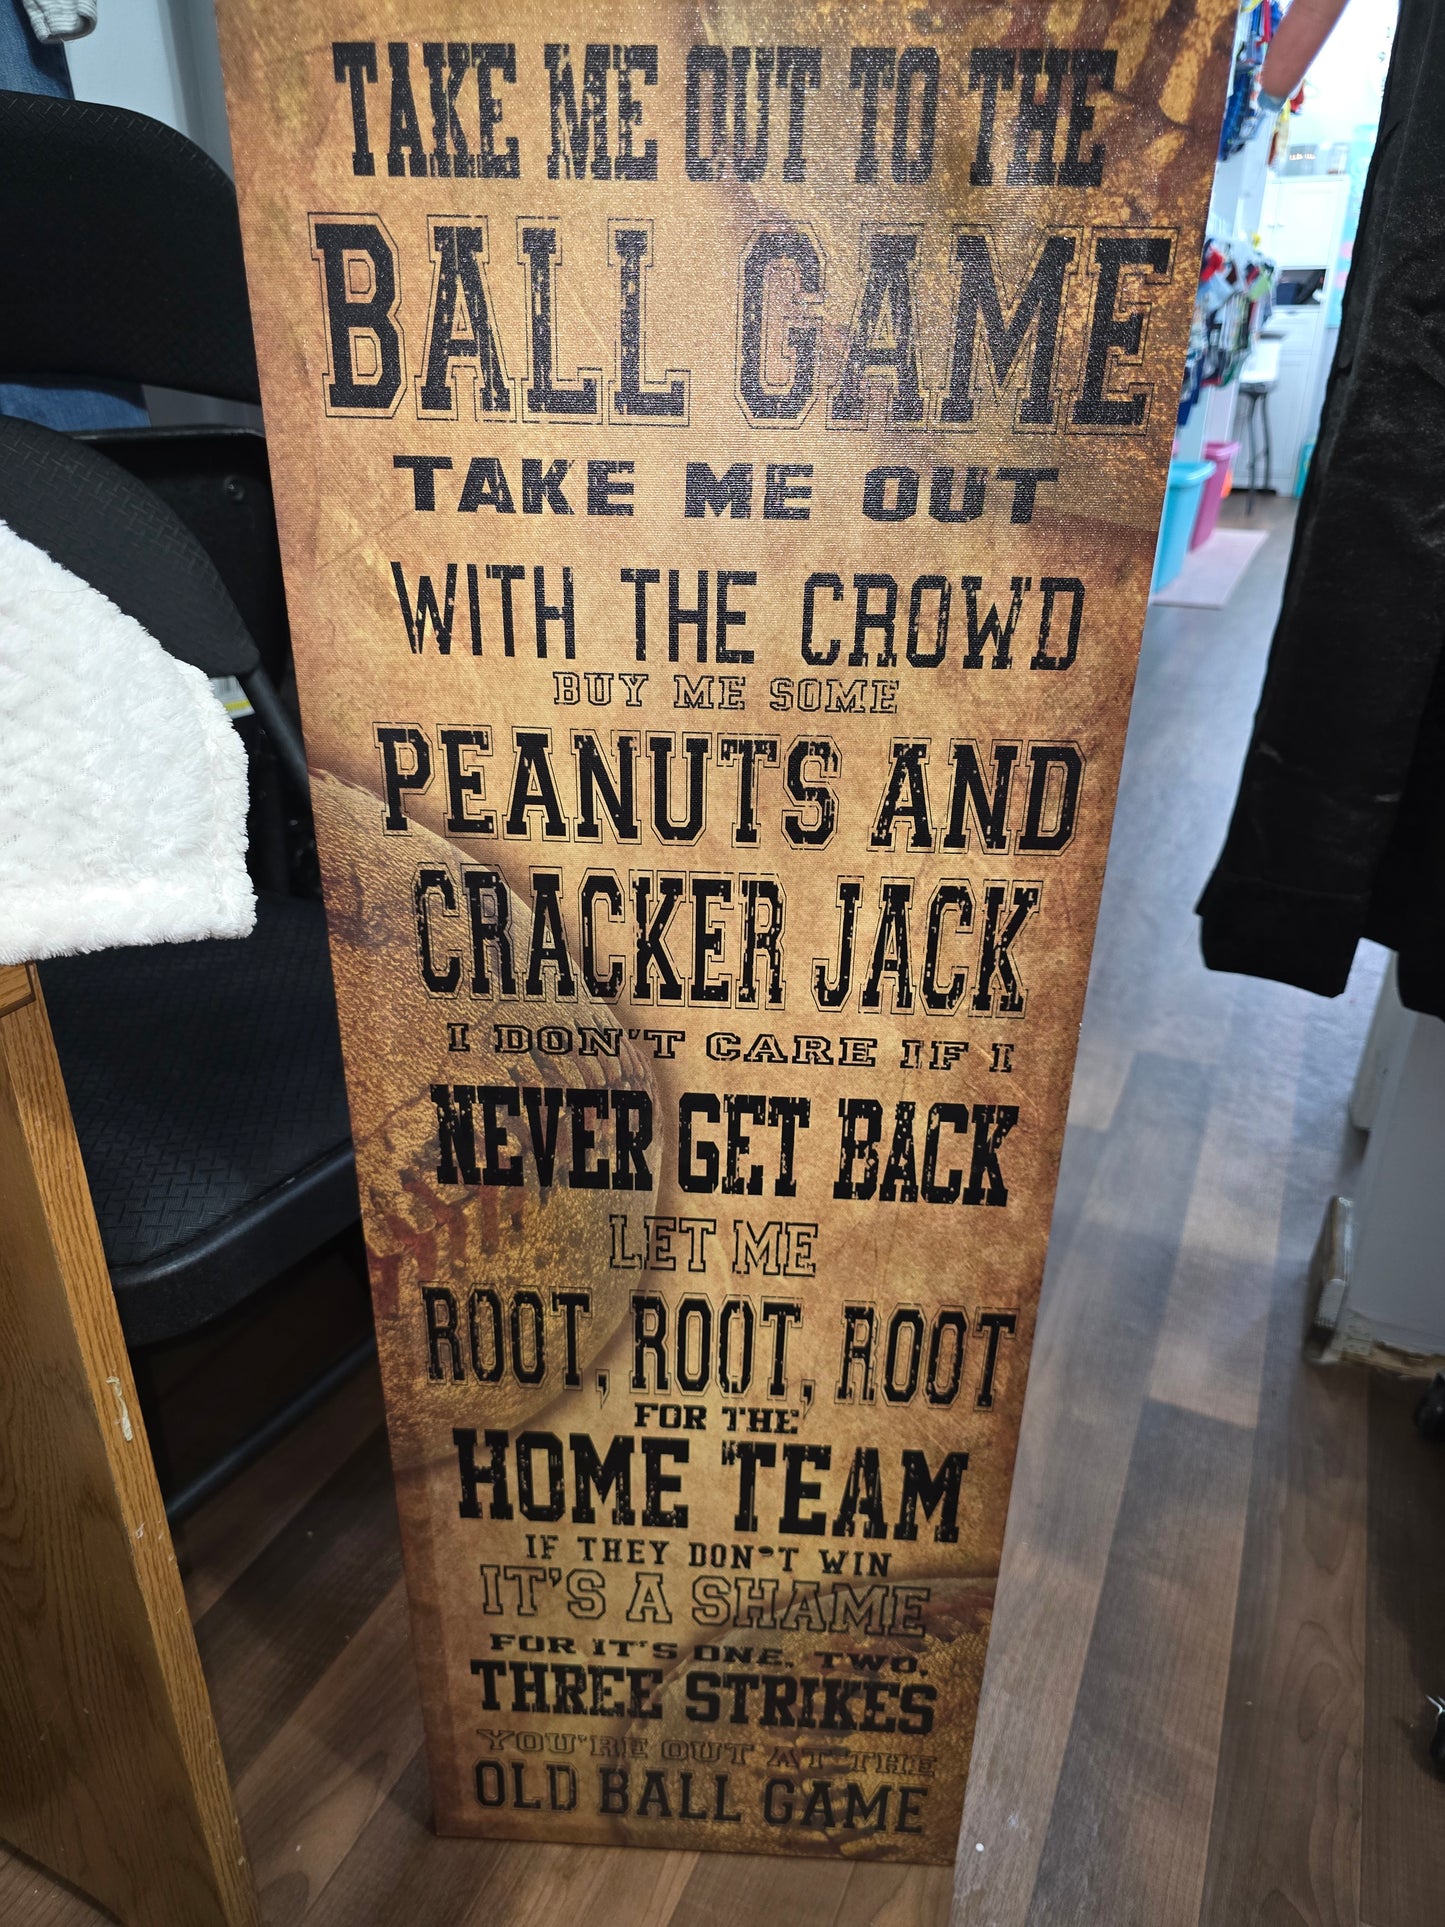 TAKE ME OUT TO THE
BALL GAME
TAKE ME OUT
WITH THE CROWD
BUY ME SOME
PEANUTS AND
CRACKER JACK
I DON'T CARE IF I
NEVER GET BACK
LET ME
ROOT, ROOT, ROOT
FOR THE
HOME TEAM
IF THEY DON'T WIN
IT'S A SHAME
FOR IT'S ONE, TWO,
THREE STRIKES
YOU'RE OUT AT THE
OLD BALL GAME